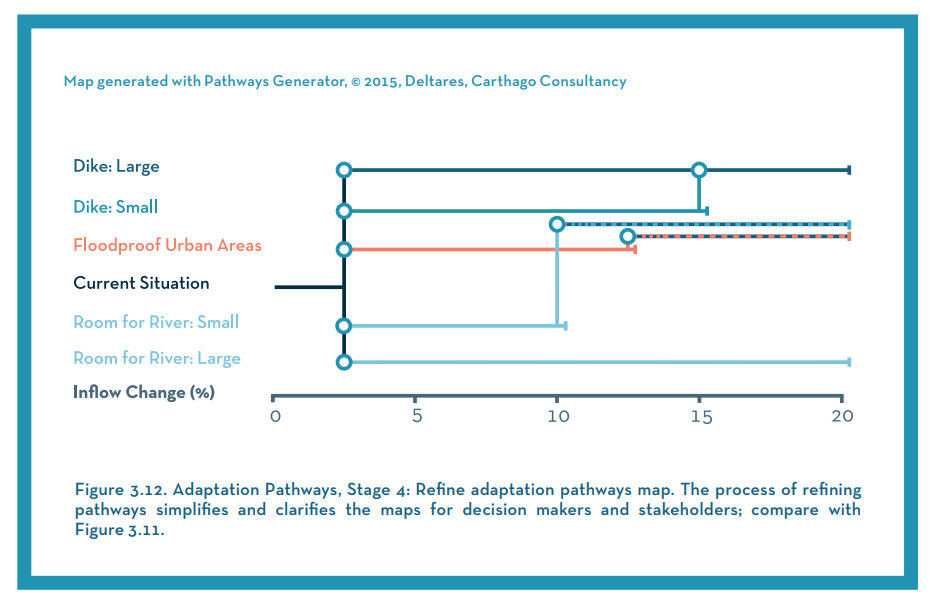 Map generated with Pathways Generator, © 2015, Deltares, Carthago Consultancy
Dike: Large
Dike: Small
Floodproof Urban Areas
Current Situation
Room for River: Small
Room for River: Large
Inflow Change (%)
0 5 10 15 20
Figure 3.12. Adaptation Pathways, Stage 4: Refine adaptation pathways map. The process of refining
pathways simplifies and clarifies the maps for decision makers and stakeholders; compare with
Figure 3.11.